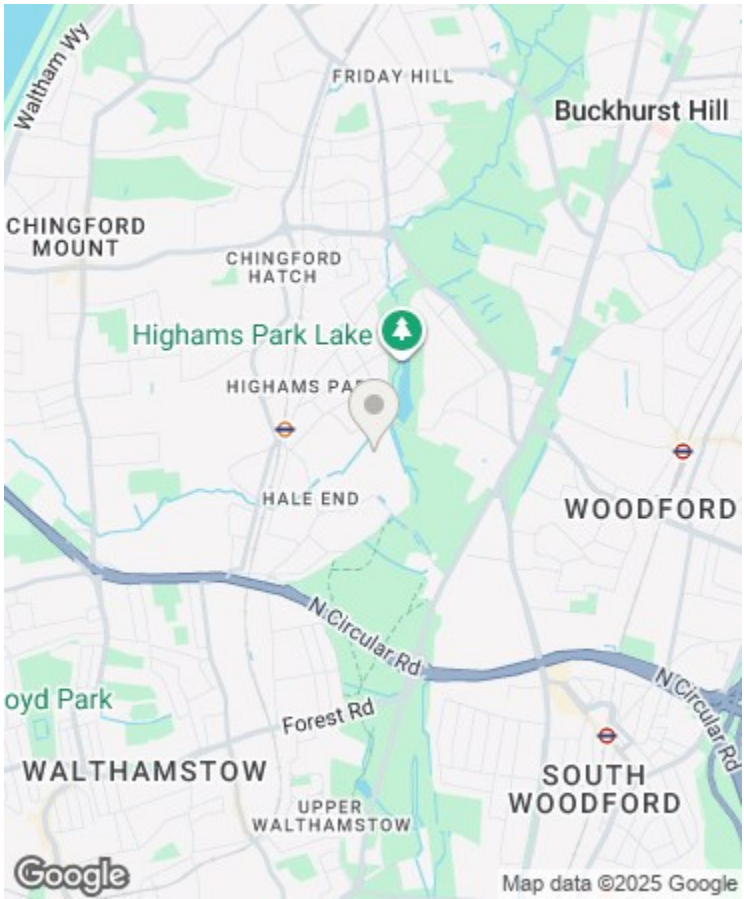 Waltham Wy
FRIDAY HILL
Buckhurst Hill
CHINGFORD
MOUNT
CHINGFORD
HATCH
Highams Park Lake
HIGHAMS PA
HALE END
WOODFORD
N Circular Rd
oyd Park
Forest Rd
N Circular Rd
WALTHAMSTOW
SOUTH
WOODFORD
UPPER
WALTHAMSTOW
Google
Map data ©2025 Google